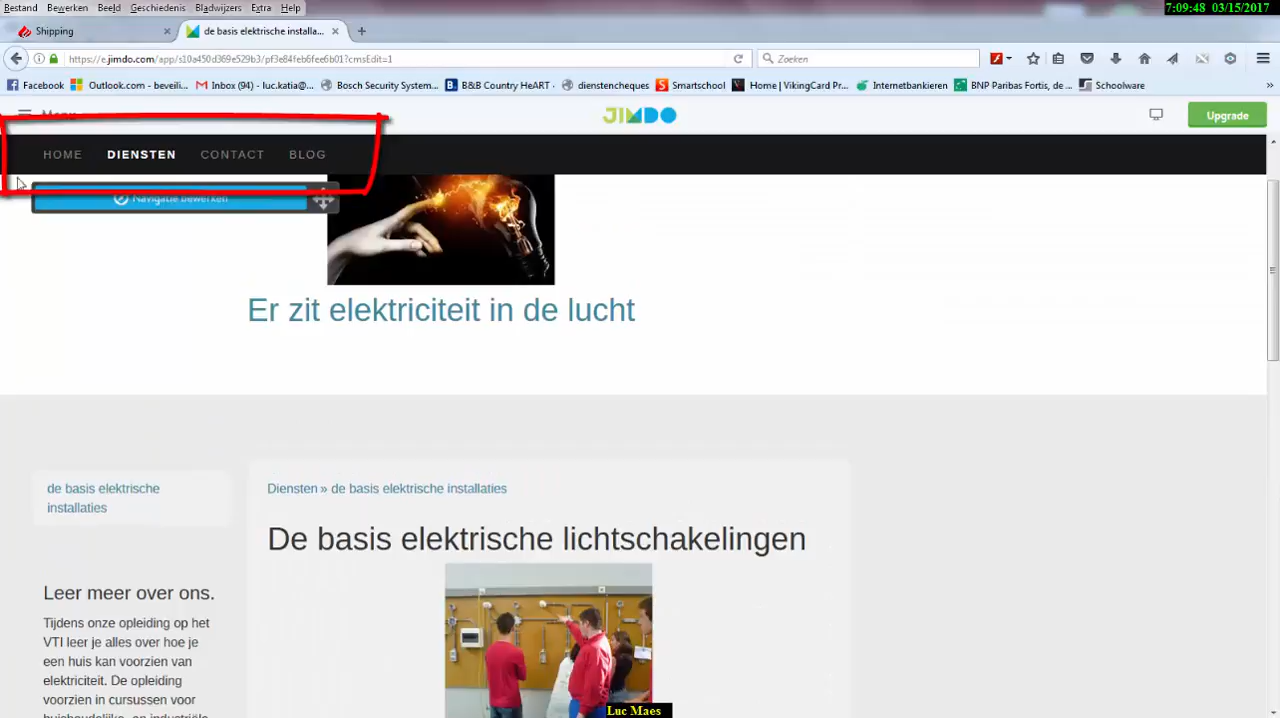 Bestand Bewerken Beeld Geschiedenis Bladwijzers Extra Help
7:09:48 03/15/2017
Shipping × de basis elektrische installa... × +
https://e.jimdo.com/app/s10a450d369e529b3/pf3e84feb6fee6b01?cmsEdit=1 Zoeken
Facebook Outlook.com - beveili... Inbox (94) - luc.katia@... Bosch Security System... B&B Country HeART - dienstencheques Smartschool Home | VikingCard Pr... Internetbankieren BNP Paribas Fortis, de ... Schoolware »
Menu JIMDO Upgrade
HOME DIENSTEN CONTACT BLOG
Navigatie bewerken
Er zit elektriciteit in de lucht
de basis elektrische
installaties
Diensten » de basis elektrische installaties
De basis elektrische lichtschakelingen
Leer meer over ons.
Tijdens onze opleiding op het
VTI leer je alles over hoe je
een huis kan voorzien van
elektriciteit. De opleiding
voorzien in cursussen voor
huishoudelijke- en industriële
Luc Maes